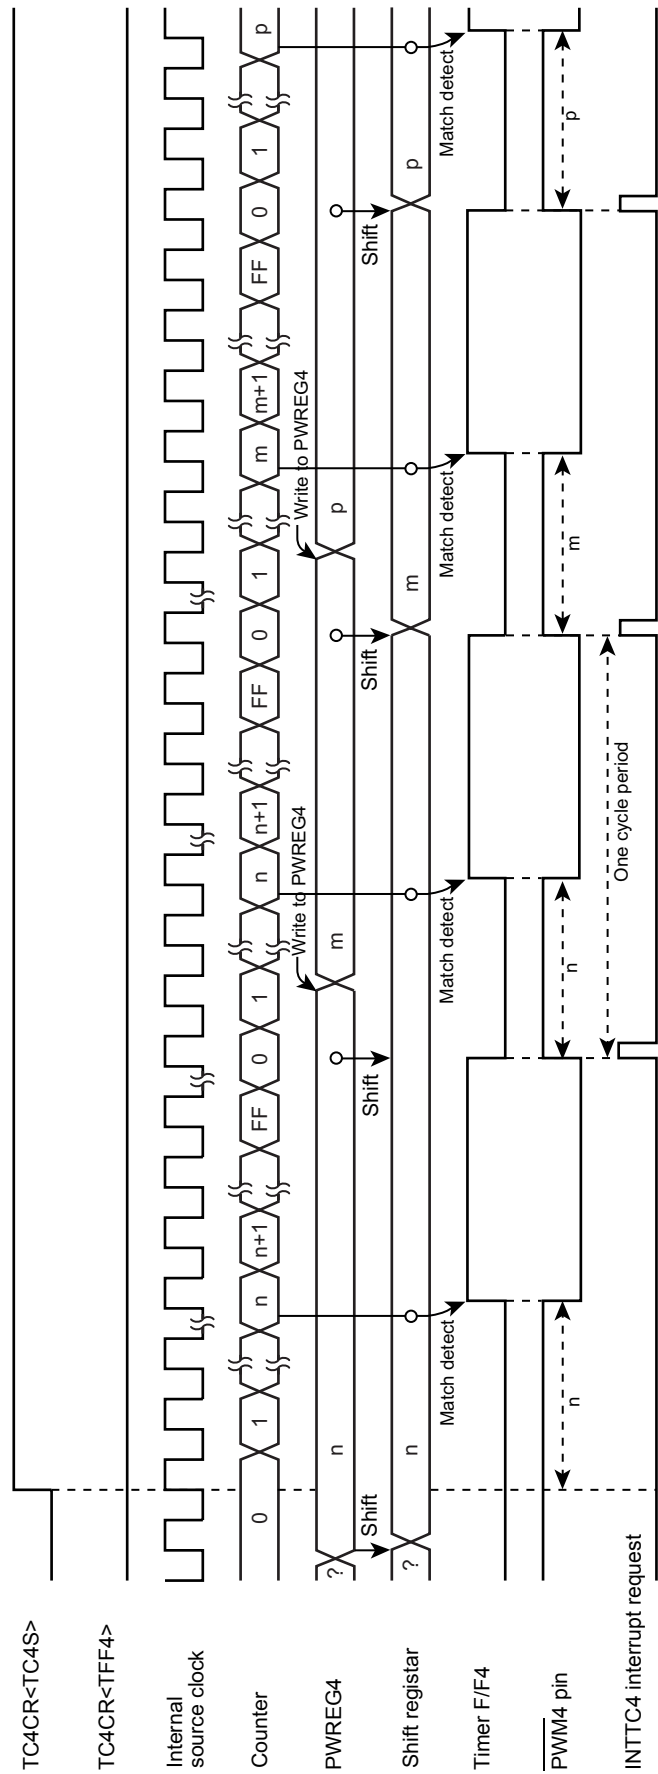 TC4CR<TC4S>
TC4CR<TFF4>
Internal
source clock
Counter 0 1 n n+1 FF 0 1 n n+1 FF 0 1 m m+1 FF 0 1 p
Write to PWREG4 Write to PWREG4
PWREG4 ? n m p
Shift Shift Shift Shift
Shift registar ? n m p
Match detect Match detect Match detect Match detect
Timer F/F4
PWM4 pin
n n m p
One cycle period
INTTC4 interrupt request